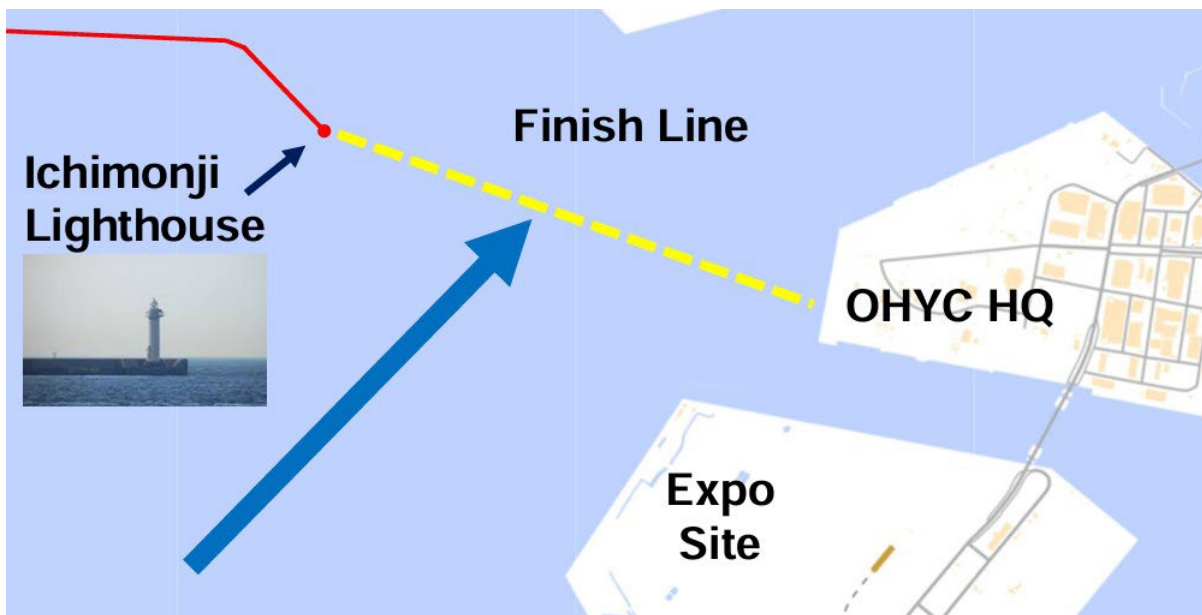 Finish Line
Ichimonji
Lighthouse
OHYC HQ
Expo
Site